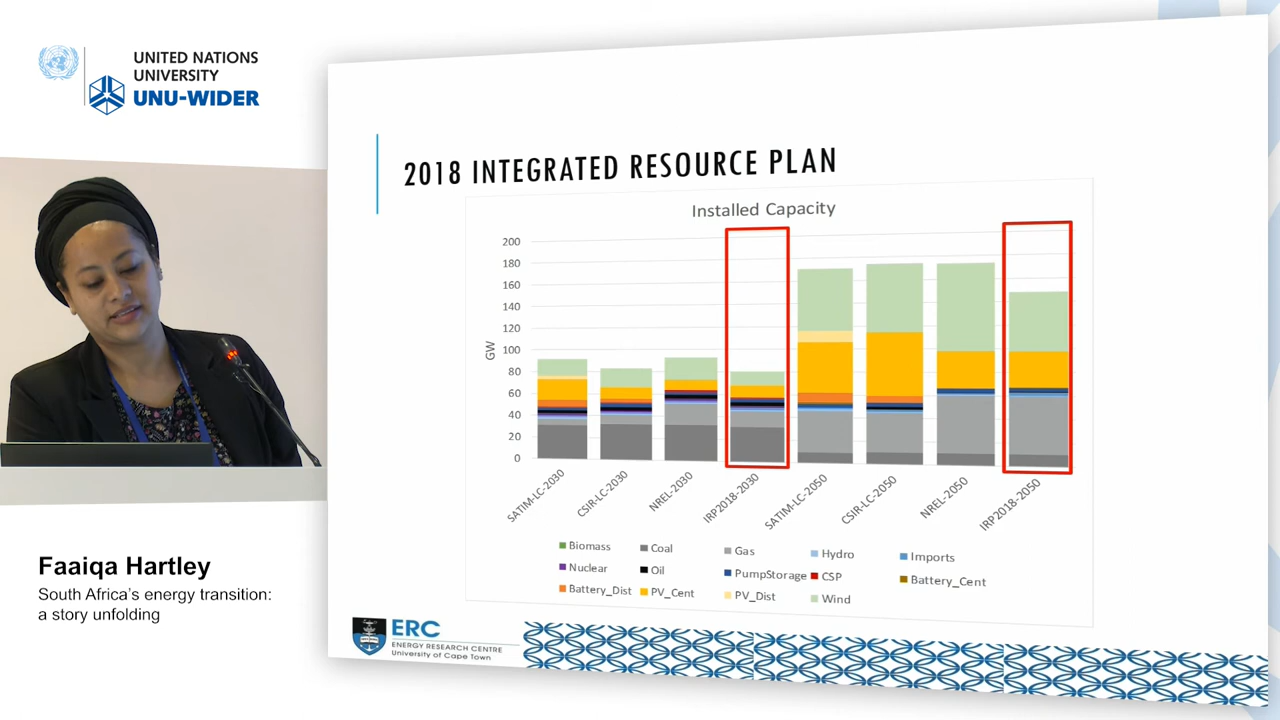 UNITED NATIONS
UNIVERSITY
UNU-WIDER
2018 INTEGRATED RESOURCE PLAN
Installed Capacity
GW
200
180
160
140
120
100
80
60
40
20
0
SATIM-LC-2030
CSIR-LC-2030
NREL-2030
IRP2018-2030
SATIM-LC-2050
CSIR-LC-2050
NREL-2050
IRP2018-2050
Biomass Coal Gas Hydro Imports
Nuclear Oil PumpStorage CSP Battery_Cent
Battery_Dist PV_Cent PV_Dist Wind
Faaiqa Hartley
South Africa's energy transition:
a story unfolding
ERC
ENERGY RESEARCH CENTRE
University of Cape Town